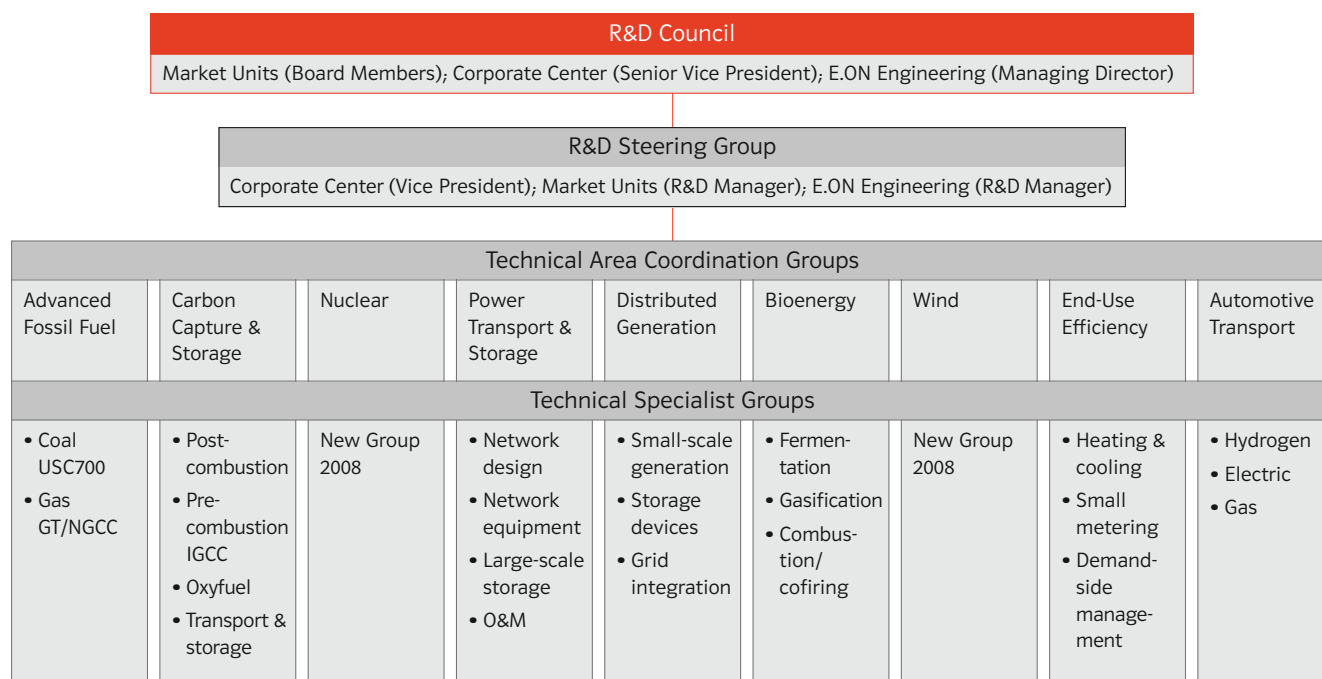 R&D Council
Market Units (Board Members); Corporate Center (Senior Vice President); E.ON Engineering (Managing Director)
R&D Steering Group
Corporate Center (Vice President); Market Units (R&D Manager); E.ON Engineering (R&D Manager)
Technical Area Coordination Groups
Advanced
Fossil Fuel
Carbon
Capture &
Storage
Nuclear
Power
Transport &
Storage
Distributed
Generation
Bioenergy
Wind
End-Use
Efficiency
Automotive
Transport
Technical Specialist Groups
• Coal
USC700
• Gas
GT/NGCC
• Post-
combustion
• Pre-
combustion
IGCC
• Oxyfuel
• Transport &
storage
New Group
2008
• Network
design
• Network
equipment
• Large-scale
storage
• O&M
• Small-scale
generation
• Storage
devices
• Grid
integration
• Fermen-
tation
• Gasification
• Combus-
tion/
cofiring
New Group
2008
• Heating &
cooling
• Small
metering
• Demand-
side
manage-
ment
• Hydrogen
• Electric
• Gas